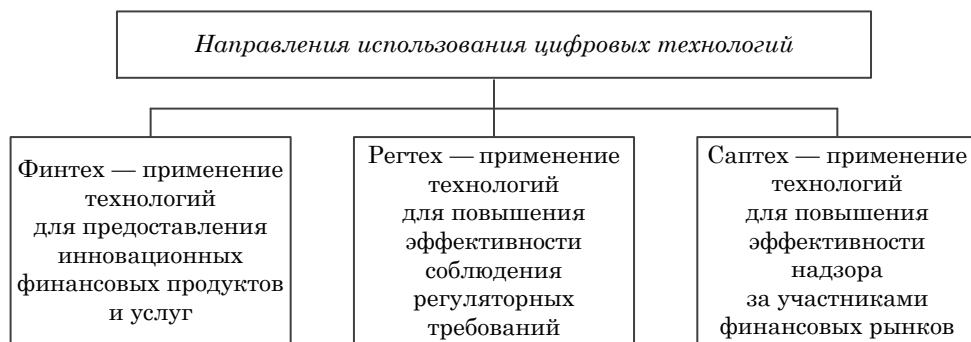 Направления использования цифровых технологий
Финтех — применение
технологий
для предоставления
инновационных
финансовых продуктов
и услуг
Регтех — применение
технологий
для повышения
эффективности
соблюдения
регуляторных
требований
Саптех — применение
технологий
для повышения
эффективности
надзора
за участниками
финансовых рынков